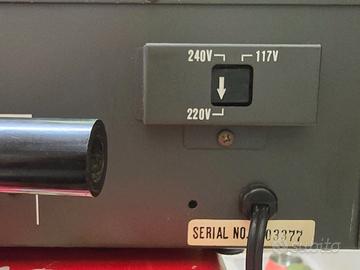 240V 117V
220V
SERIAL NO. 03377
subito